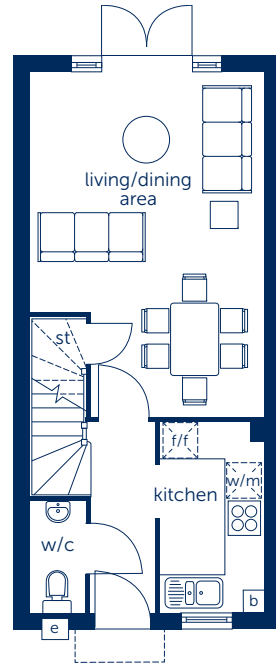 living/dining
area
st
f/f
kitchen
w/m
w/c
b
e